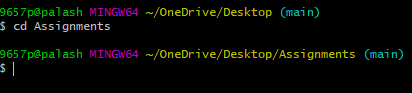 9657p@palash MINGW64 ~/OneDrive/Desktop (main)
$ cd Assignments
9657p@palash MINGW64 ~/OneDrive/Desktop/Assignments (main)
$